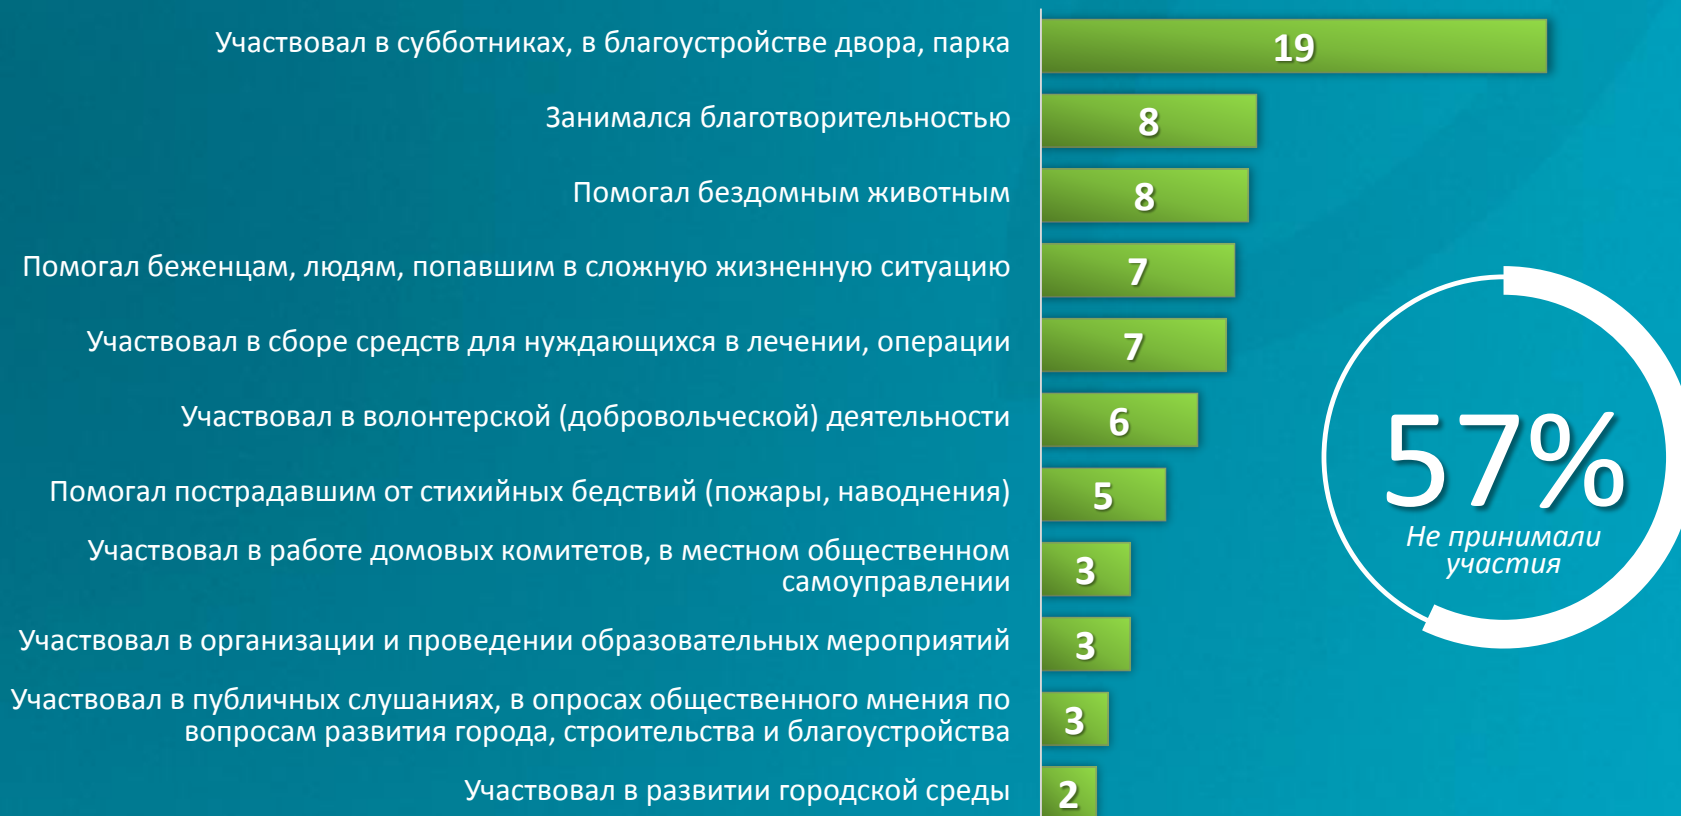 Участвовал в субботниках, в благоустройстве двора, парка
19
Занимался благотворительностью
8
Помогал бездомным животным
8
Помогал беженцам, людям, попавшим в сложную жизненную ситуацию
7
Участвовал в сборе средств для нуждающихся в лечении, операции
7
Участвовал в волонтерской (добровольческой) деятельности
6
Помогал пострадавшим от стихийных бедствий (пожары, наводнения)
5
Участвовал в работе домовых комитетов, в местном общественном
самоуправлении
3
Участвовал в организации и проведении образовательных мероприятий
3
Участвовал в публичных слушаниях, в опросах общественного мнения по
вопросам развития города, строительства и благоустройства
3
Участвовал в развитии городской среды
2
57%
Не принимали
участия